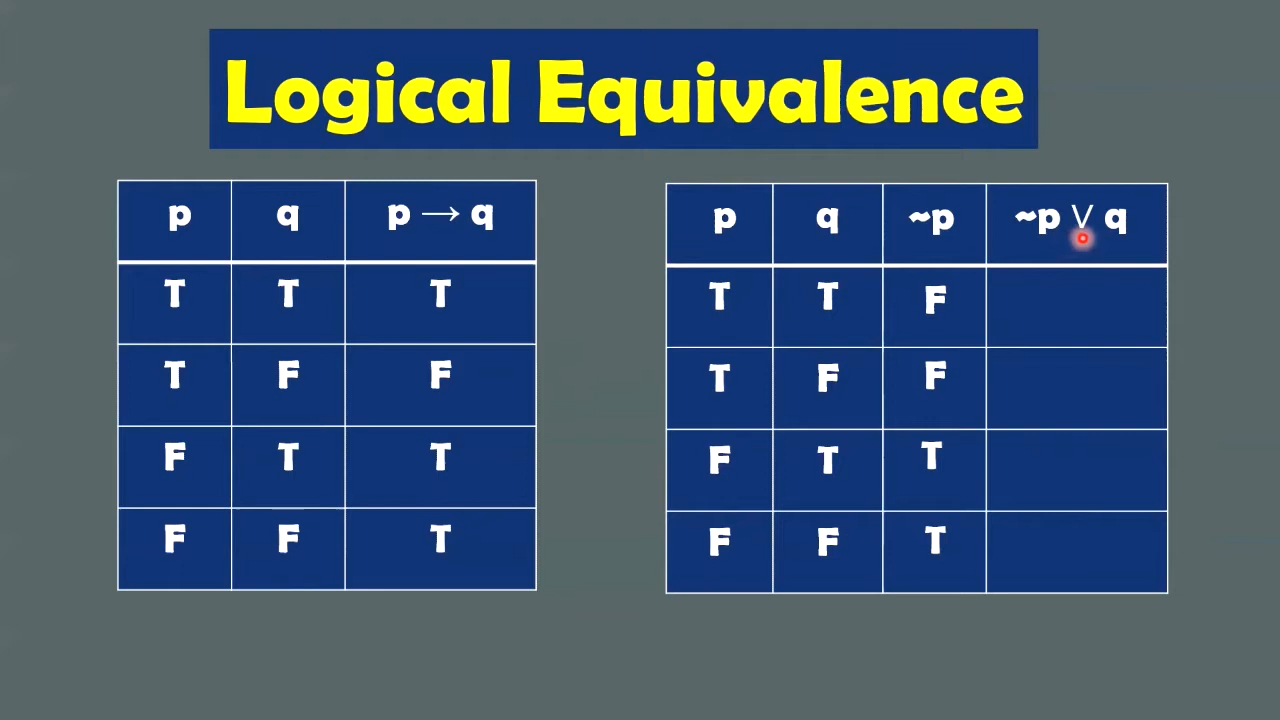 Logical Equivalence
p q p → q
T T T
T F F
F T T
F F T
p q ~p ~p ∨ q
T T F
T F F
F T T
F F T